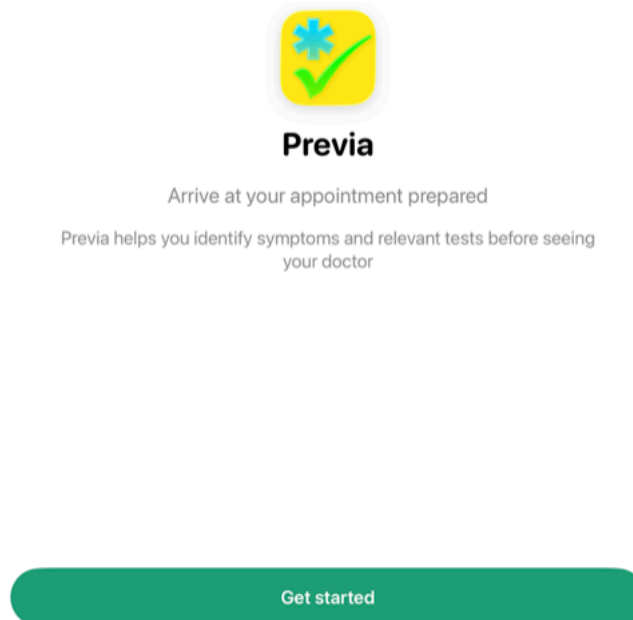 Previa
Arrive at your appointment prepared
Previa helps you identify symptoms and relevant tests before seeing
your doctor
Get started